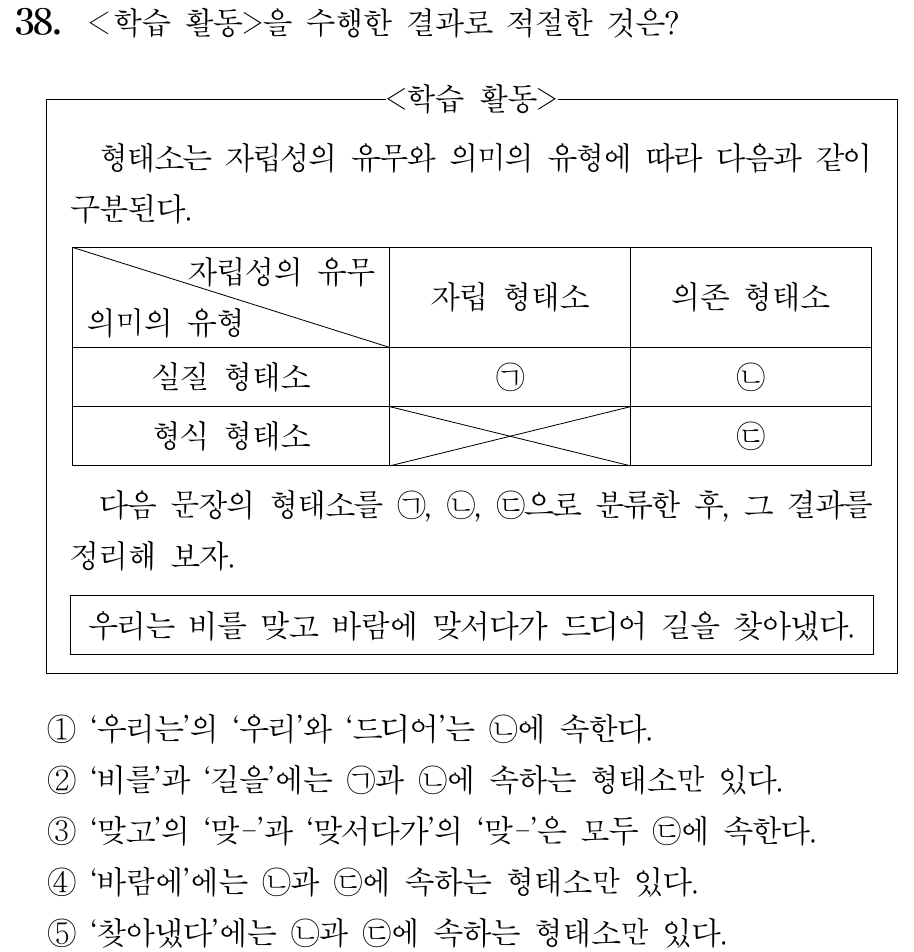 38. <학습 활동>을 수행한 결과로 적절한 것은?
<학습 활동>
형태소는 자립성의 유무와 의미의 유형에 따라 다음과 같이
구분된다.
자립성의 유무
의미의 유형
자립 형태소
의존 형태소
실질 형태소
㉠
㉡
형식 형태소
㉢
다음 문장의 형태소를 ㉠, ㉡, ㉢으로 분류한 후, 그 결과를
정리해 보자.
우리는 비를 맞고 바람에 맞서다가 드디어 길을 찾아냈다.
① ‘우리는’의 ‘우리’와 ‘드디어’는 ㉡에 속한다.
② ‘비를’과 ‘길을’에는 ㉠과 ㉡에 속하는 형태소만 있다.
③ ‘맞고’의 ‘맞-’과 ‘맞서다가’의 ‘맞-’은 모두 ㉢에 속한다.
④ ‘바람에’에는 ㉡과 ㉢에 속하는 형태소만 있다.
⑤ ‘찾아냈다’에는 ㉡과 ㉢에 속하는 형태소만 있다.